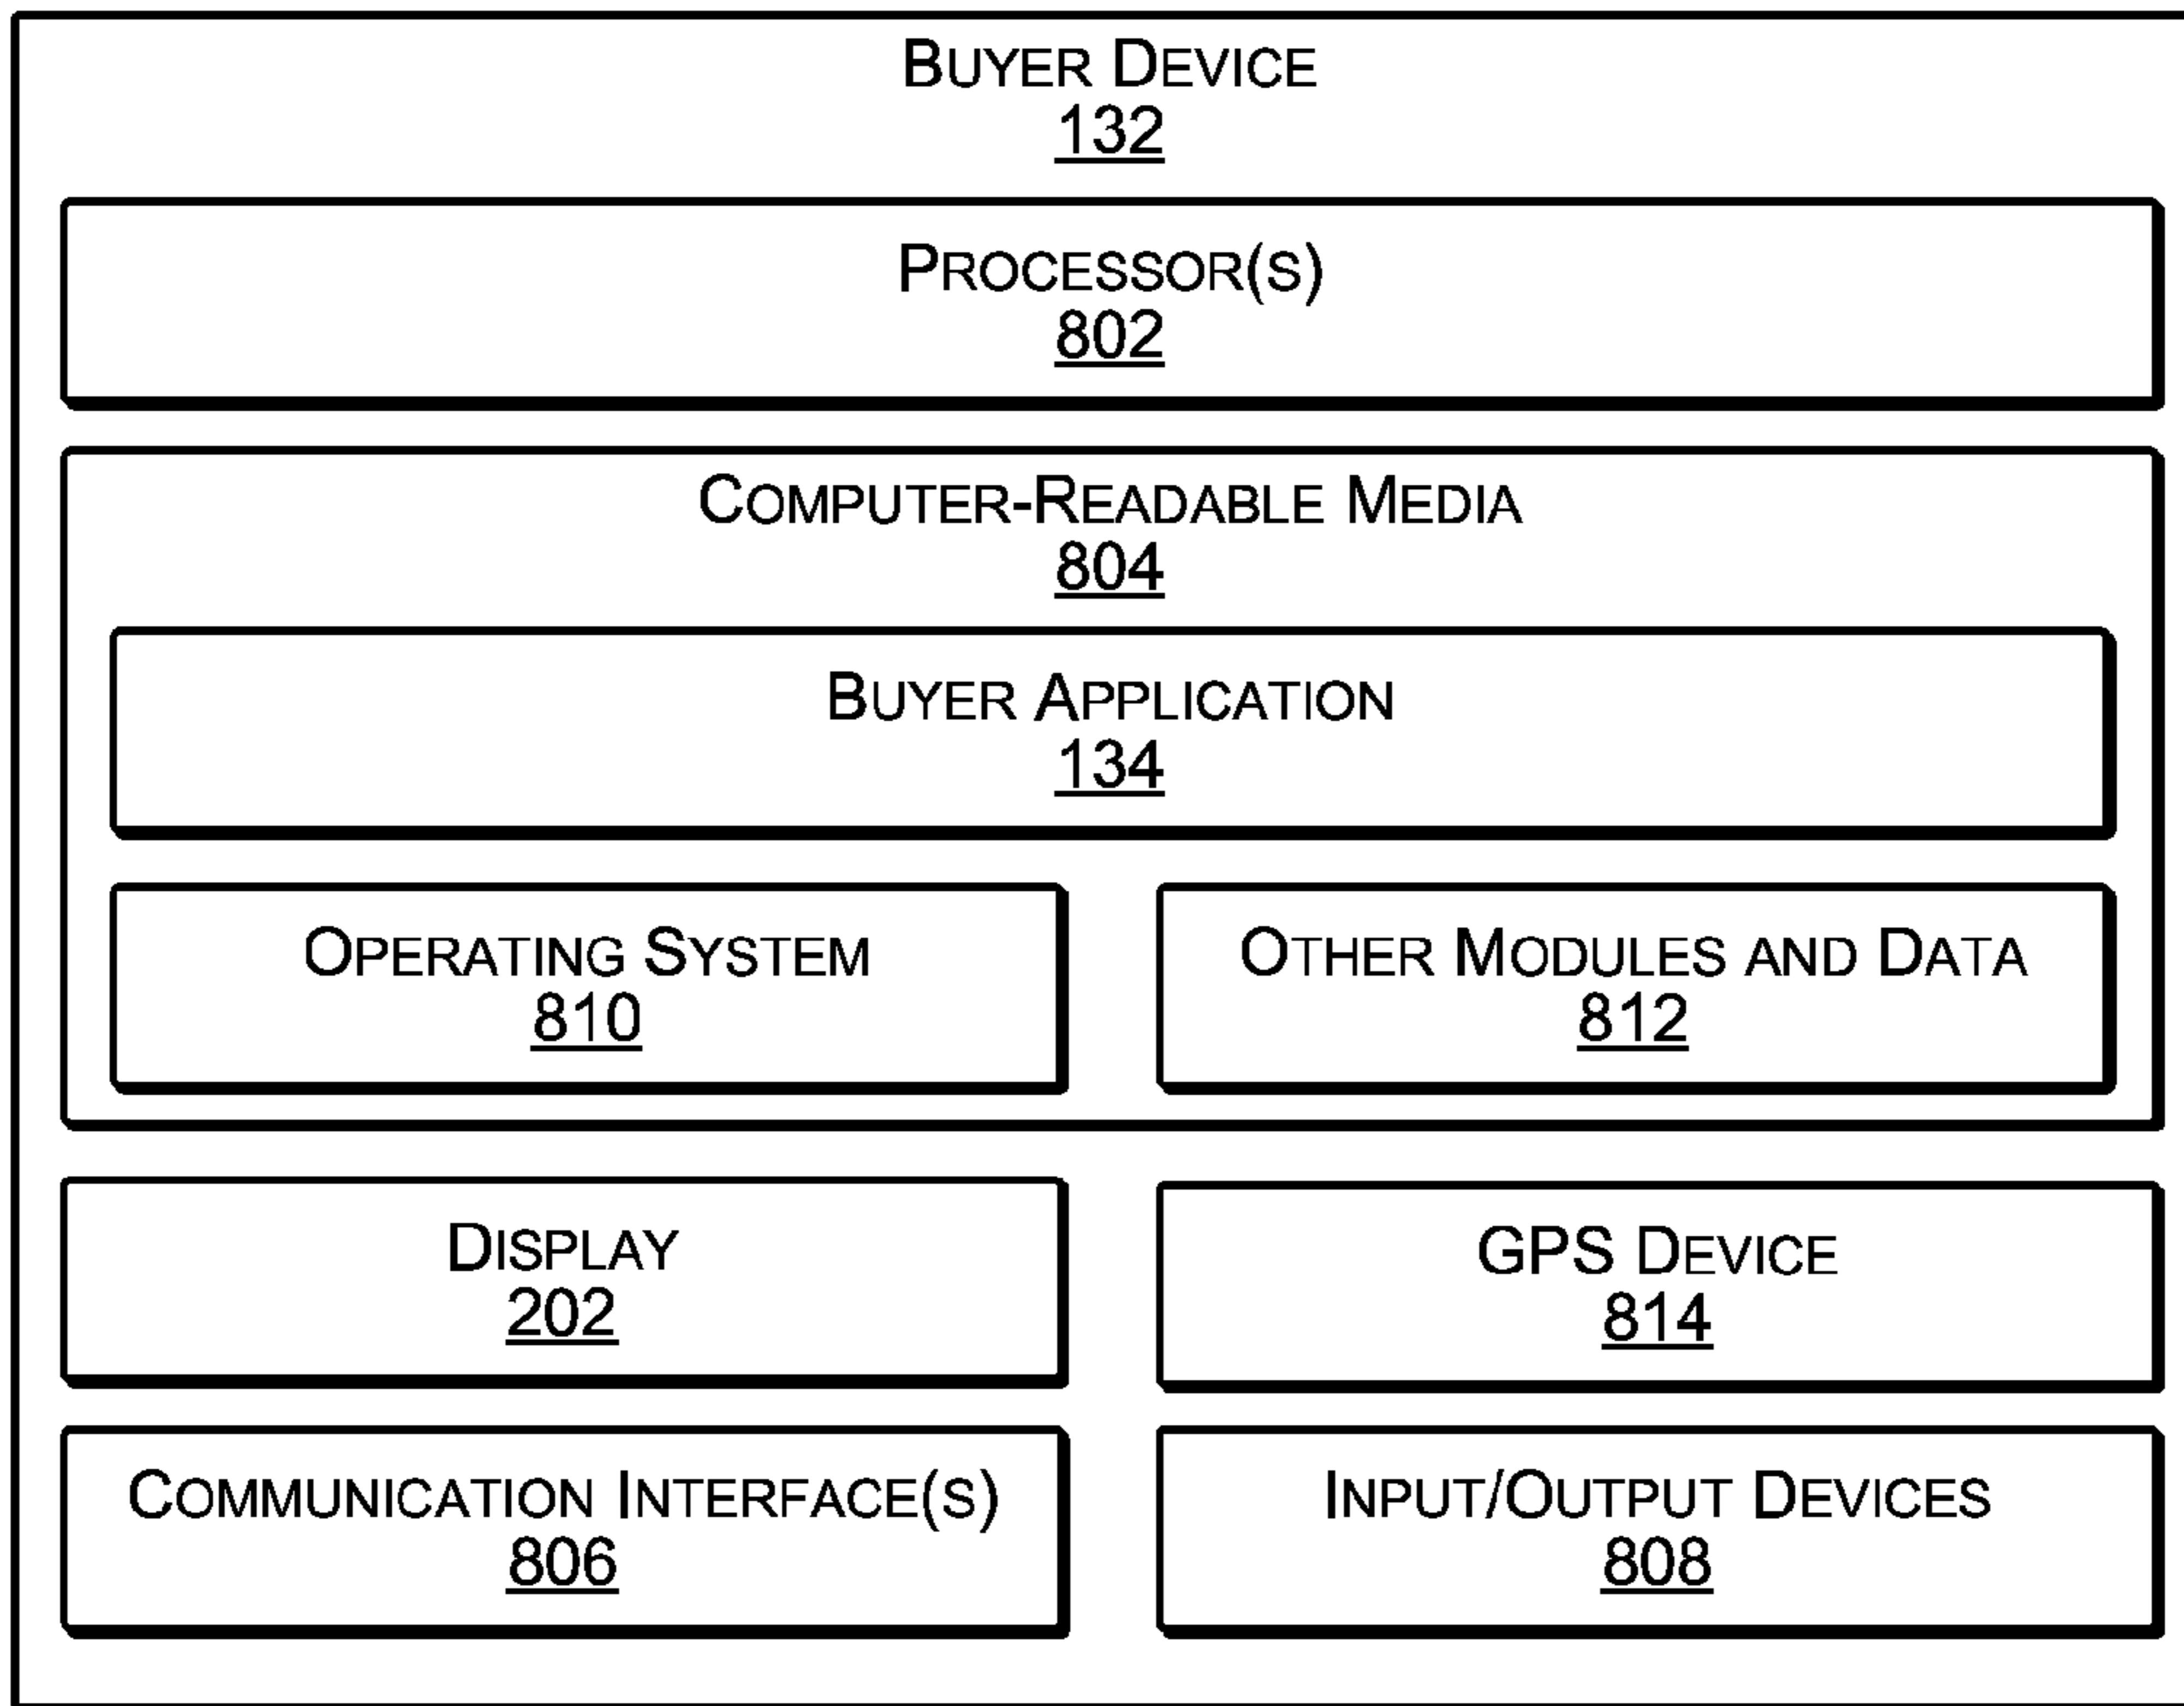 BUYER DEVICE
132
PROCESSOR(S)
802
COMPUTER-READABLE MEDIA
804
BUYER APPLICATION
134
OPERATING SYSTEM
810
OTHER MODULES AND DATA
812
DISPLAY
202
GPS DEVICE
814
COMMUNICATION INTERFACE(S)
806
INPUT/OUTPUT DEVICES
808